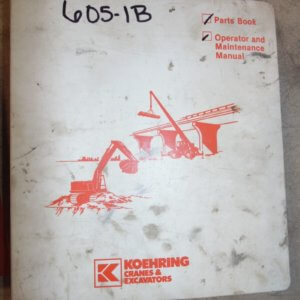 605-1B
Parts Book
Operator and
Maintenance
Manual
KOEHRING
CRANES &
EXCAVATORS